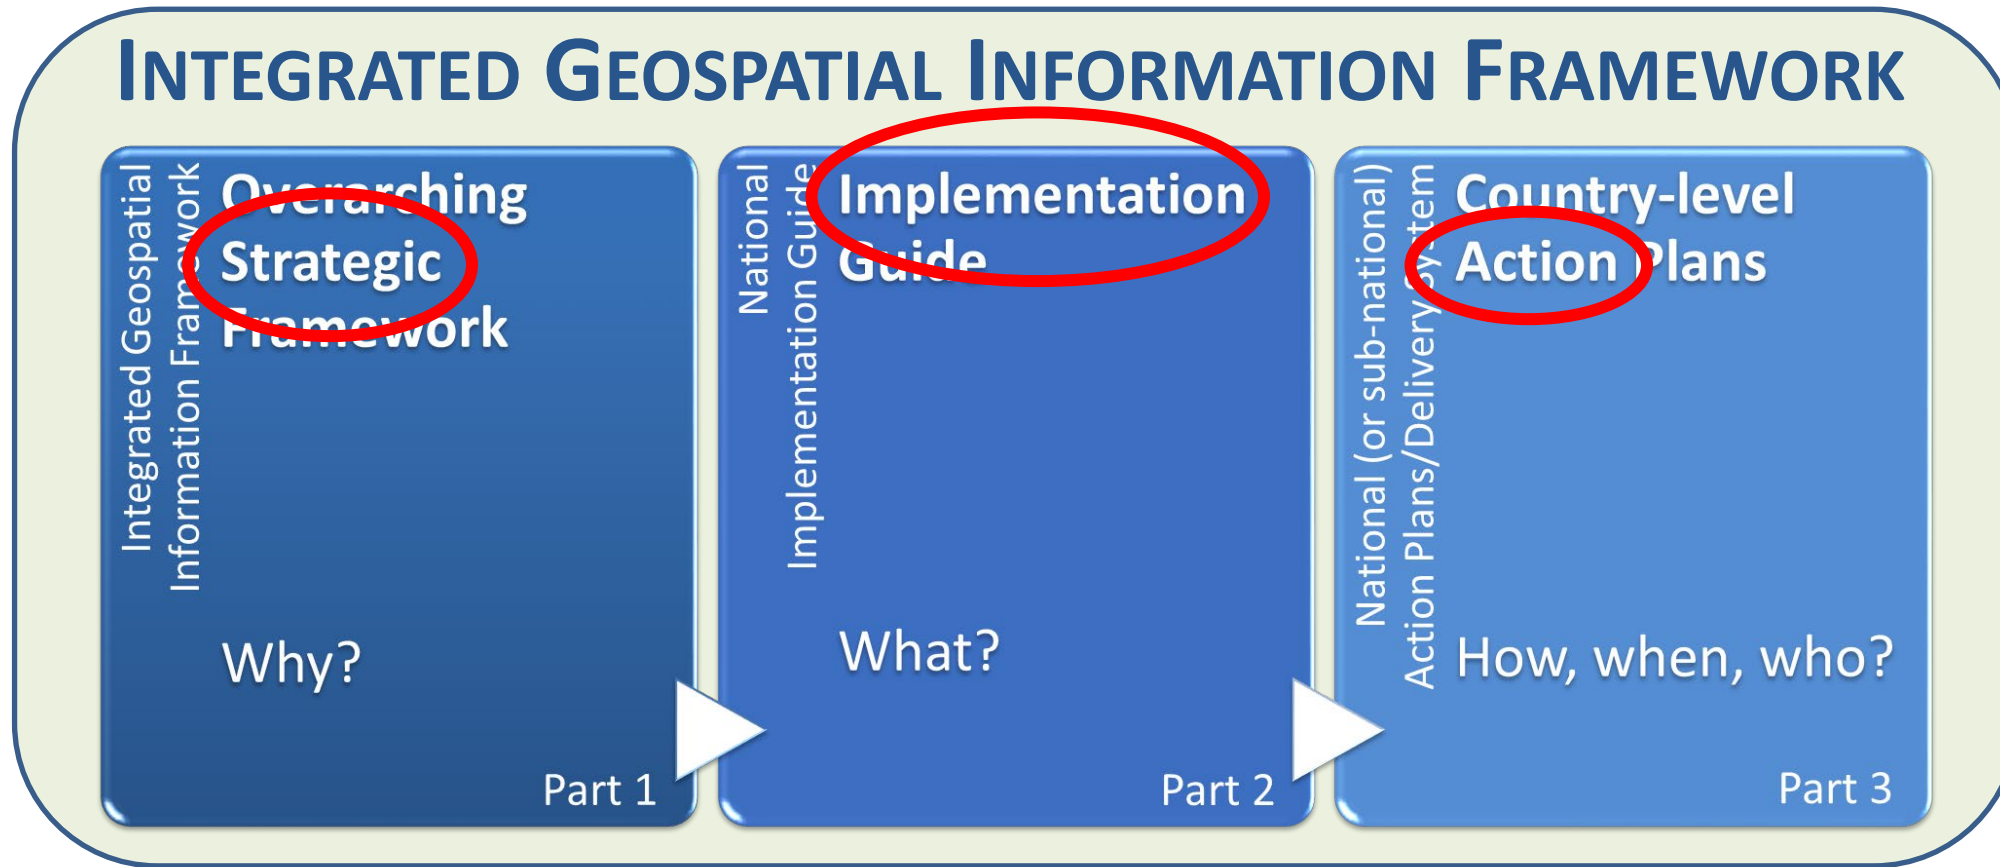 INTEGRATED GEOSPATIAL INFORMATION FRAMEWORK
Integrated Geospatial
Information Framework
Overarching
Strategic
Framework
Why?
Part 1
National
Implementation Guide
Implementation
Guide
What?
Part 2
National (or sub-national)
Action Plans/Delivery System
Country-level
Action Plans
How, when, who?
Part 3